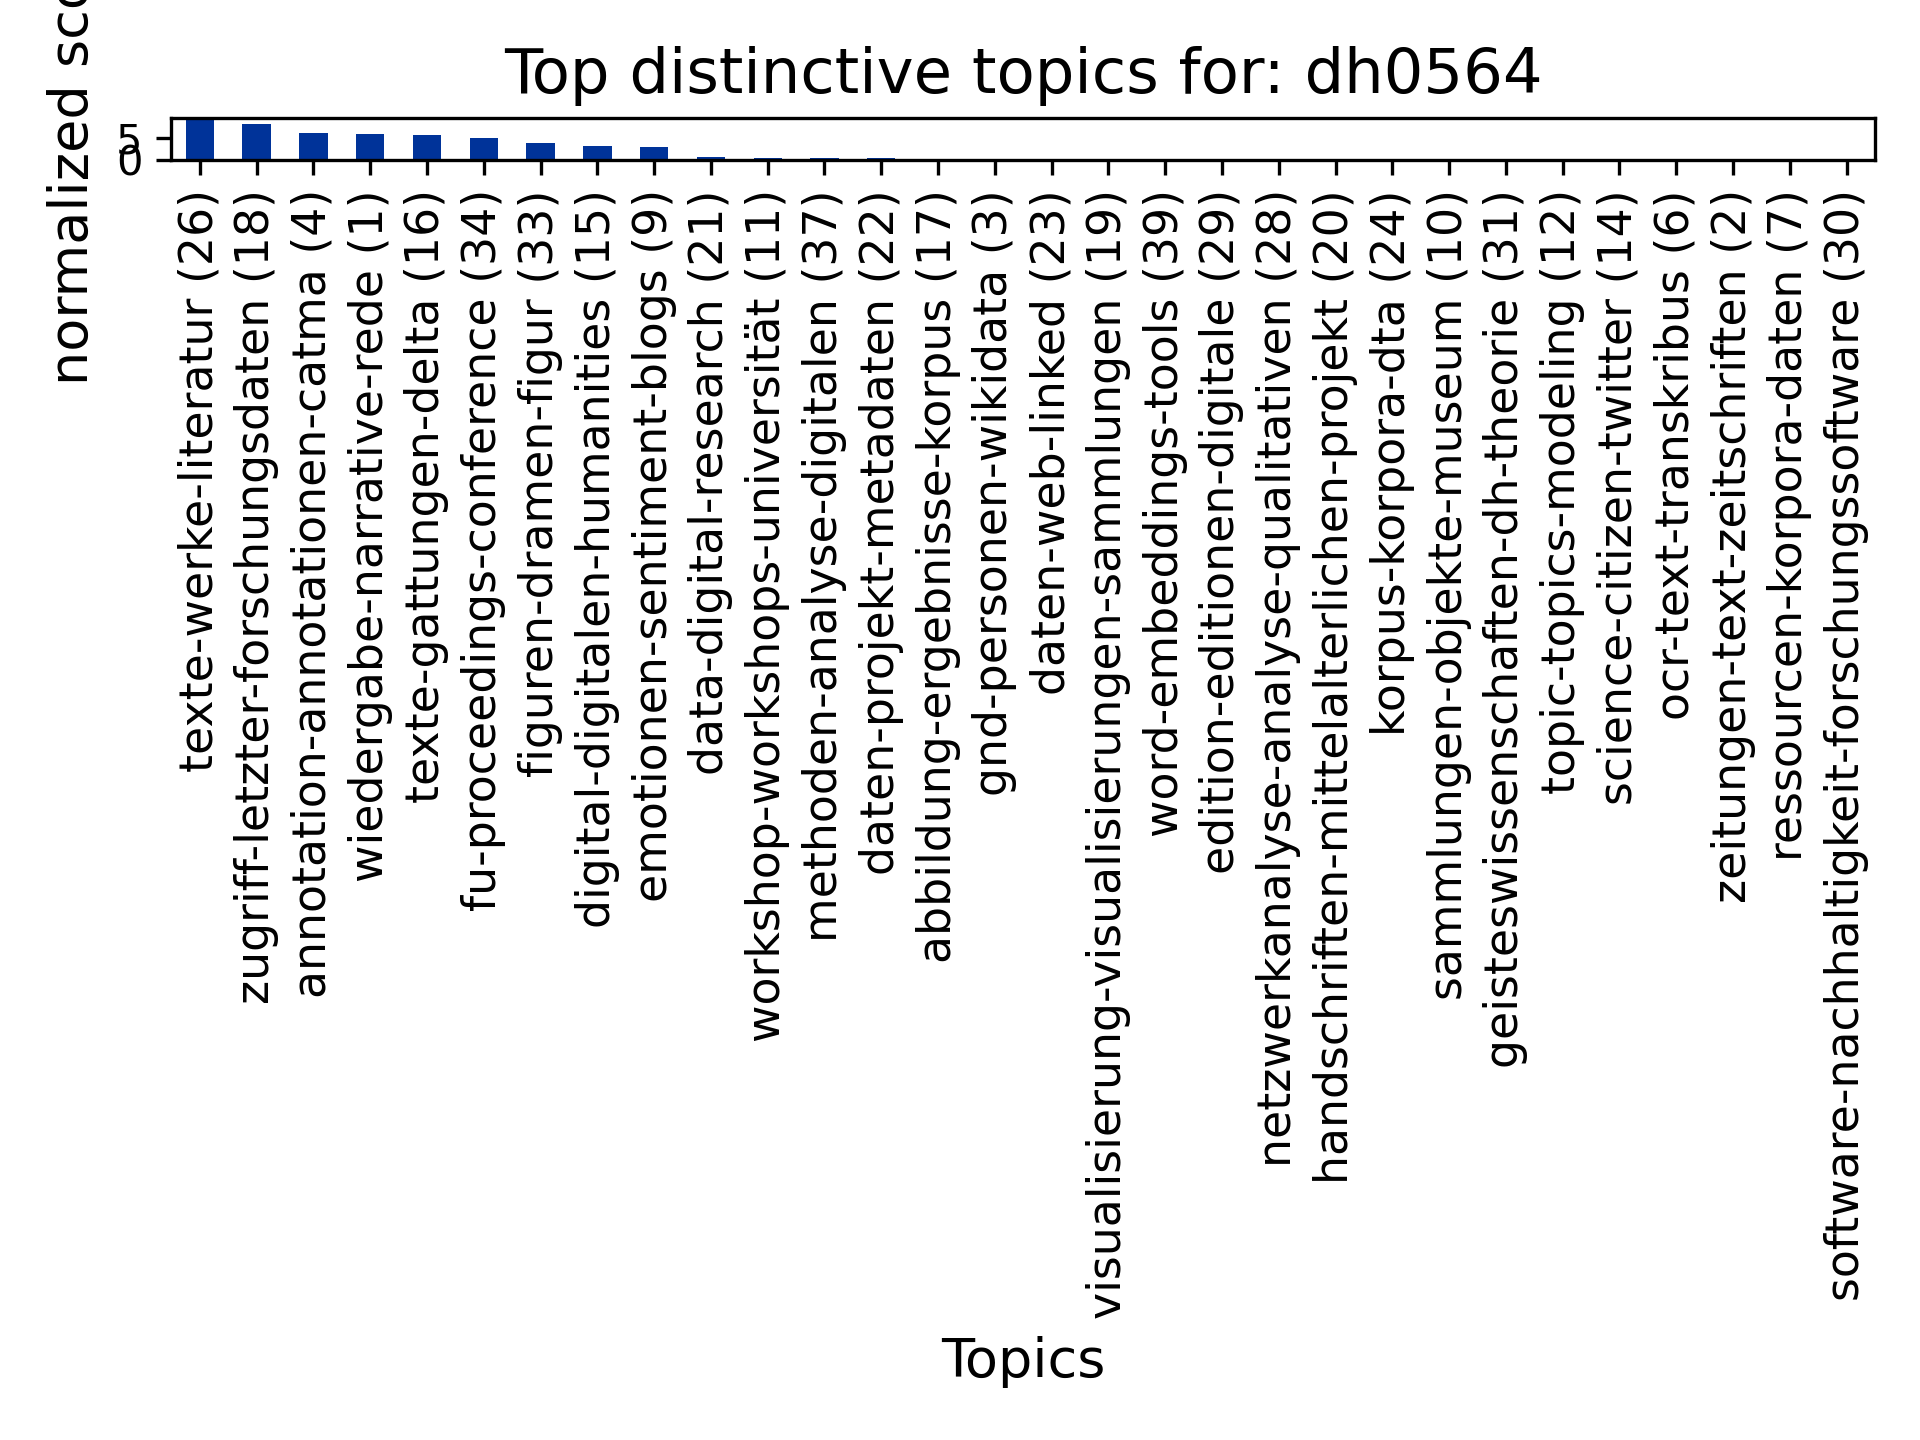 Top distinctive topics for: dh0564
normalized
5
0
texte-werke-literatur (26)
zugriff-letzter-forschungsdaten (18)
annotation-annotationen-catma (4)
wiedergabe-narrative-rede (1)
texte-gattungen-delta (16)
fu-proceedings-conference (34)
figuren-dramen-figur (33)
digital-digitalen-humanities (15)
emotionen-sentiment-blogs (9)
data-digital-research (21)
workshop-workshops-universität (11)
methoden-analyse-digitalen (37)
daten-projekt-metadaten (22)
abbildung-ergebnisse-korpus (17)
gnd-personen-wikidata (3)
daten-web-linked (23)
visualisierung-visualisierungen-sammlungen (19)
word-embeddings-tools (39)
edition-editionen-digitale (29)
netzwerkanalyse-analyse-qualitativen (28)
handschriften-mittelalterlichen-projekt (20)
korpus-korpora-dta (24)
sammlungen-objekte-museum (10)
geisteswissenschaften-dh-theorie (31)
topic-topics-modeling (12)
science-citizen-twitter (14)
ocr-text-transkribus (6)
zeitungen-text-zeitschriften (2)
ressourcen-korpora-daten (7)
software-nachhaltigkeit-forschungssoftware (30)
Topics